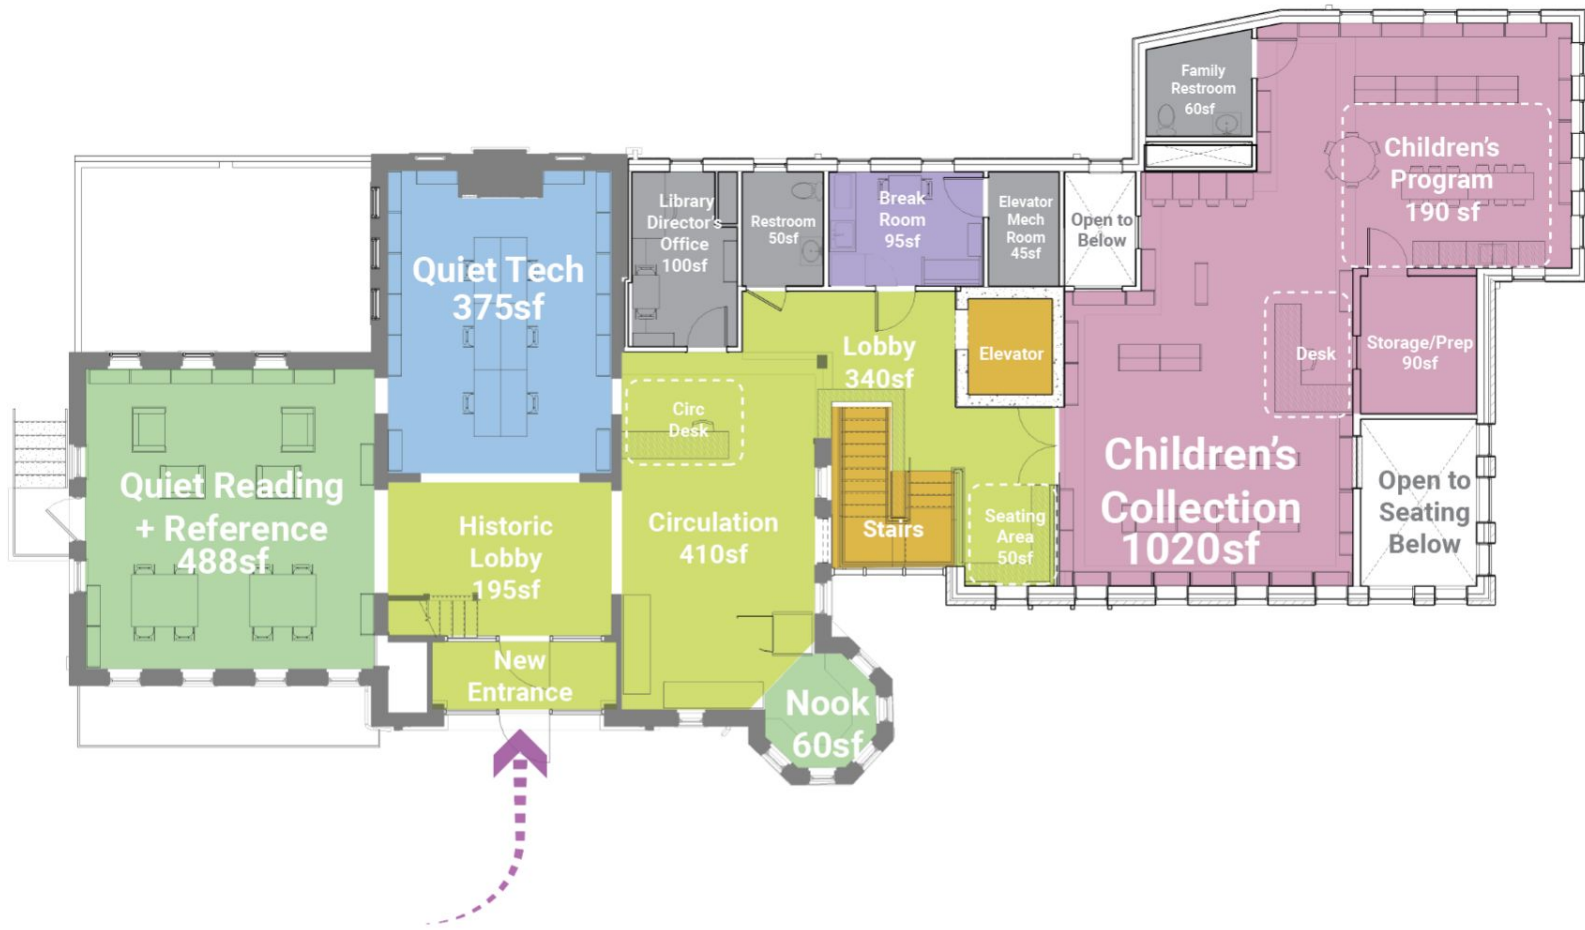 Family
Restroom
60sf
Children's
Program
190 sf
Library
Director's
Office
100sf
Restroom
50sf
Break
Room
95sf
Elevator
Mech
Room
45sf
Open to
Below
Quiet Tech
375sf
Lobby
340sf
Elevator
Desk
Storage/Prep
90sf
Circ
Desk
Quiet Reading
+ Reference
488sf
Historic
Lobby
195sf
Circulation
410sf
Stairs
Seating
Area
50sf
Children's
Collection
1020sf
Open to
Seating
Below
New
Entrance
Nook
60sf